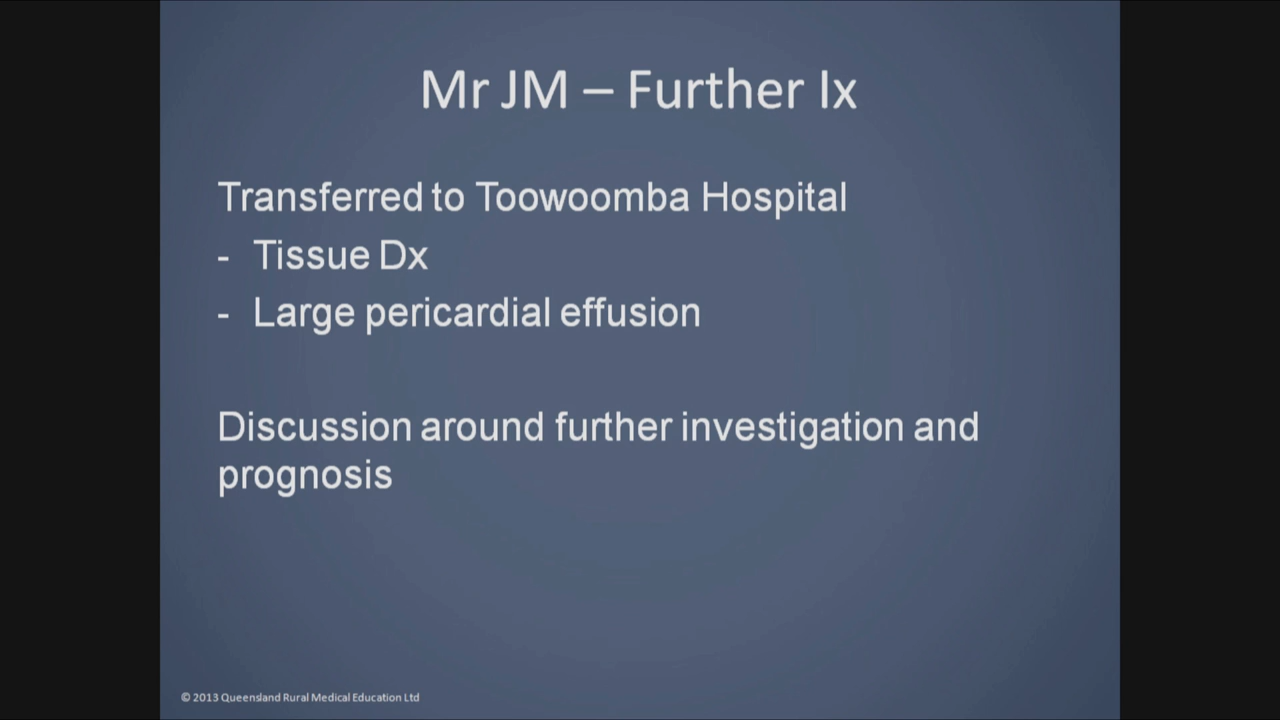 Mr JM – Further Ix
Transferred to Toowoomba Hospital
- Tissue Dx
- Large pericardial effusion
Discussion around further investigation and
prognosis
© 2013 Queensland Rural Medical Education Ltd